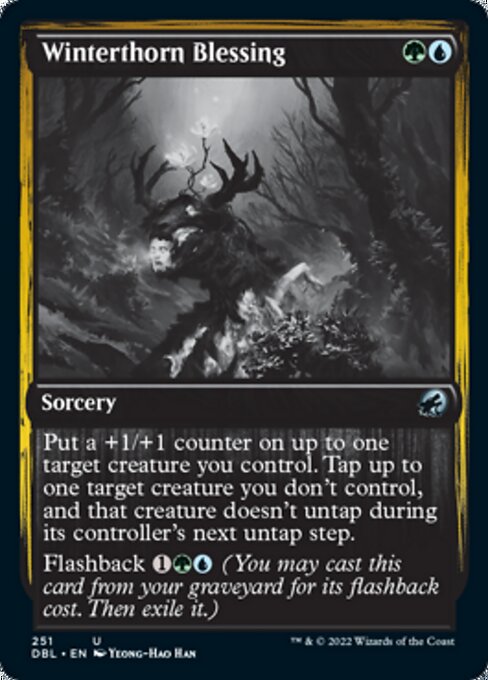 Winterthorn Blessing
Sorcery
Put a +1/+1 counter on up to one
target creature you control. Tap up to
one target creature you don't control,
and that creature doesn't untap during
its controller's next untap step.
Flashback 1 (You may cast this
card from your graveyard for its flashback
cost. Then exile it.)
251 U
DBL • EN Yeong-Hao Han
™ & © 2022 Wizards of the Coast